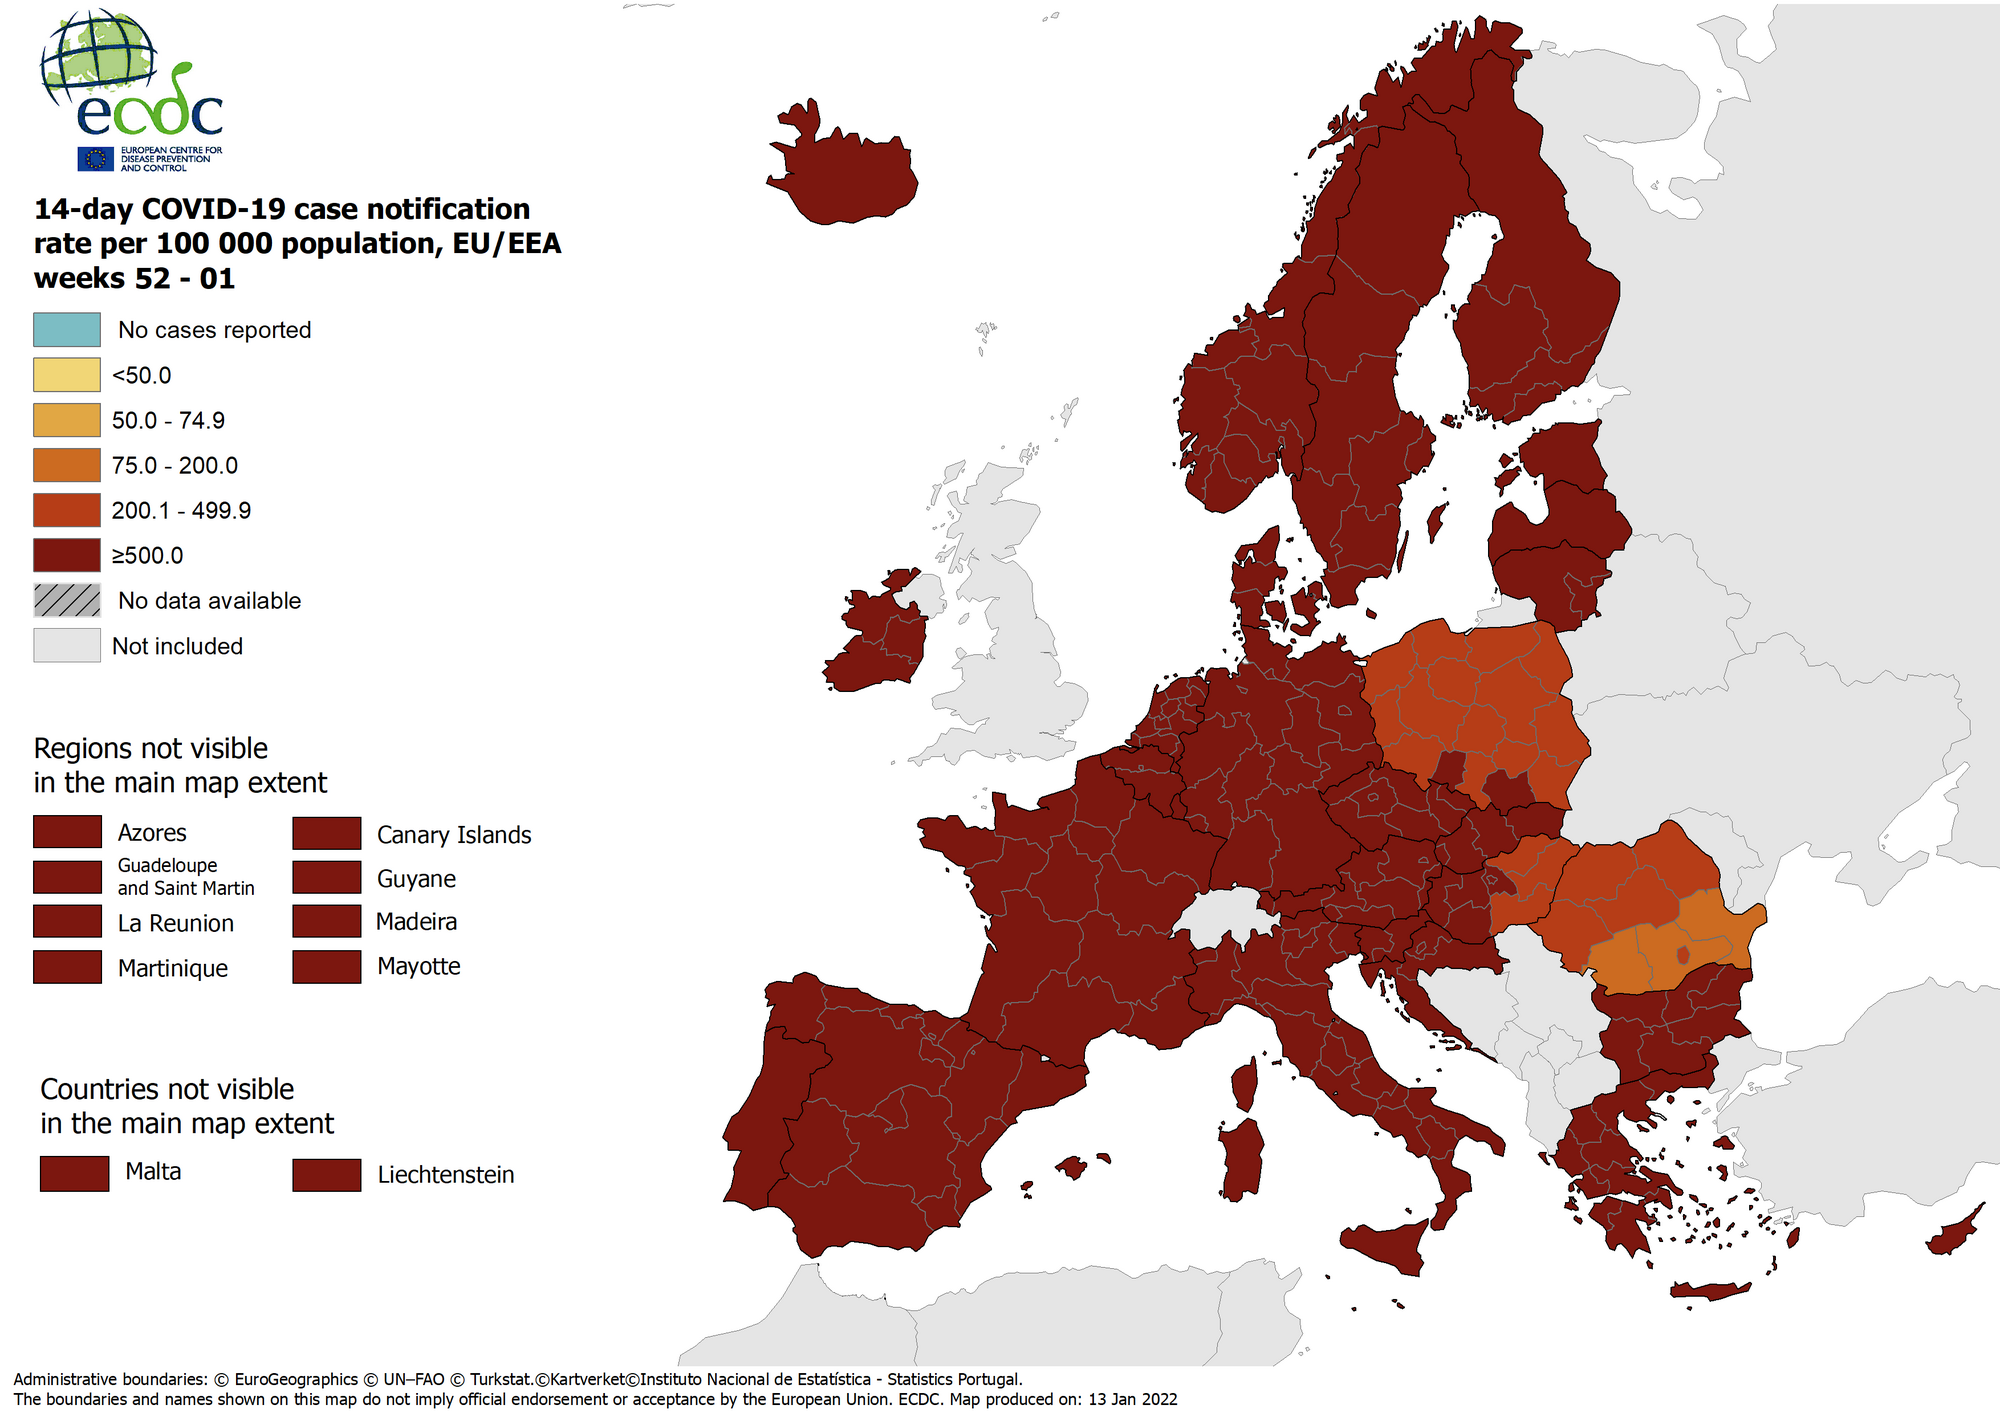 ecdc
EUROPEAN CENTRE FOR
DISEASE PREVENTION
AND CONTROL
14-day COVID-19 case notification
rate per 100 000 population, EU/EEA
weeks 52 - 01
No cases reported
<50.0
50.0 - 74.9
75.0 - 200.0
200.1 - 499.9
≥500.0
No data available
Not included
Regions not visible
in the main map extent
Azores
Canary Islands
Guadeloupe
and Saint Martin
Guyane
La Reunion
Madeira
Martinique
Mayotte
Countries not visible
in the main map extent
Malta
Liechtenstein
Administrative boundaries: © EuroGeographics © UN–FAO © Turkstat.©Kartverket©Instituto Nacional de Estatística - Statistics Portugal.
The boundaries and names shown on this map do not imply official endorsement or acceptance by the European Union. ECDC. Map produced on: 13 Jan 2022